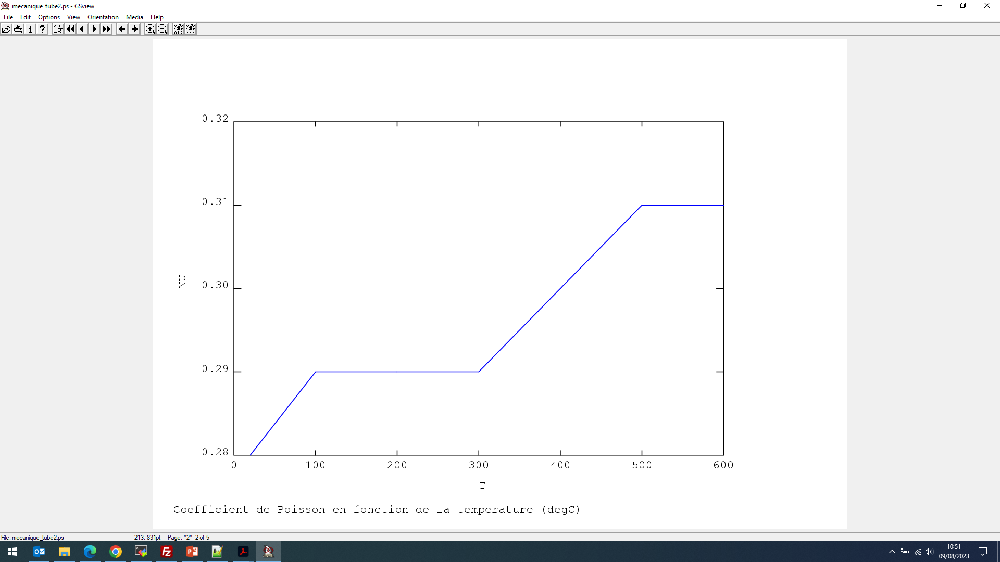 mecanique_tube2.ps - GSview
File Edit Options View Orientation Media Help
0.32
0.31
0.30
0.29
0.28
NU
0 100 200 300 400 500 600
T
Coefficient de Poisson en fonction de la temperature (degC)
File: mecanique_tube2.ps 213, 831pt Page: "2" 2 of 5
10:51
09/08/2023